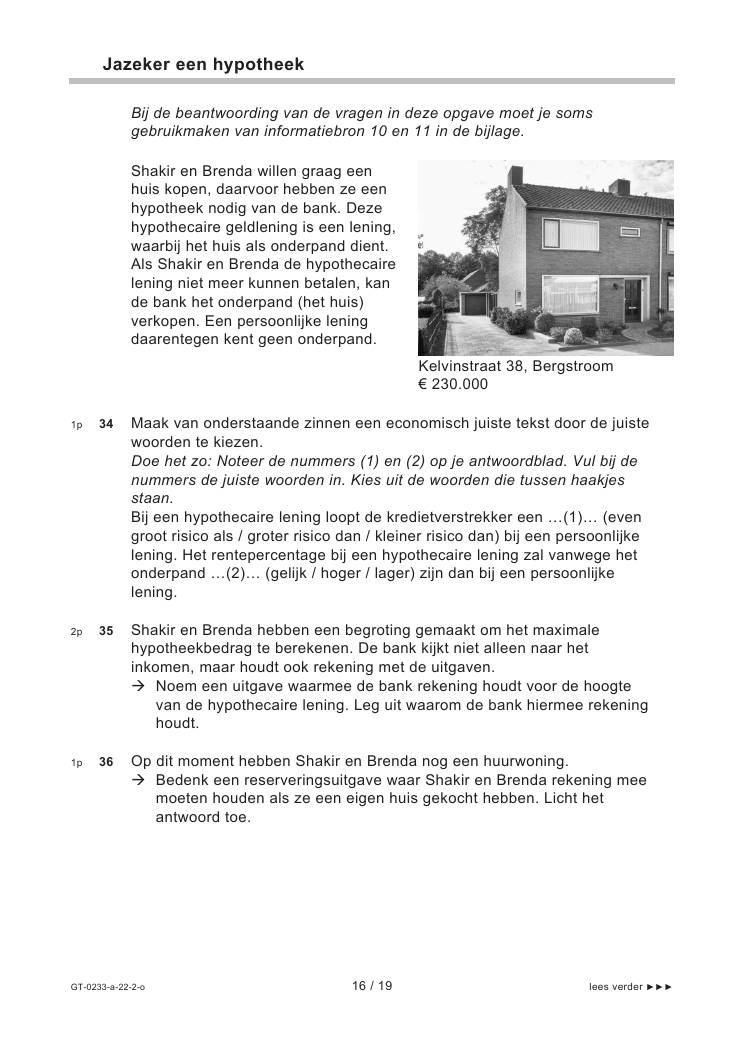 Jazeker een hypotheek
Bij de beantwoording van de vragen in deze opgave moet je soms
gebruikmaken van informatiebron 10 en 11 in de bijlage.
Shakir en Brenda willen graag een
huis kopen, daarvoor hebben ze een
hypotheek nodig van de bank. Deze
hypothecaire geldlening is een lening,
waarbij het huis als onderpand dient.
Als Shakir en Brenda de hypothecaire
lening niet meer kunnen betalen, kan
de bank het onderpand (het huis)
verkopen. Een persoonlijke lening
daarentegen kent geen onderpand.
Kelvinstraat 38, Bergstroom
€ 230.000
1p 34 Maak van onderstaande zinnen een economisch juiste tekst door de juiste
woorden te kiezen.
Doe het zo: Noteer de nummers (1) en (2) op je antwoordblad. Vul bij de
nummers de juiste woorden in. Kies uit de woorden die tussen haakjes
staan.
Bij een hypothecaire lening loopt de kredietverstrekker een …(1)… (even
groot risico als / groter risico dan / kleiner risico dan) bij een persoonlijke
lening. Het rentepercentage bij een hypothecaire lening zal vanwege het
onderpand …(2)… (gelijk / hoger / lager) zijn dan bij een persoonlijke
lening.
2p 35 Shakir en Brenda hebben een begroting gemaakt om het maximale
hypotheekbedrag te berekenen. De bank kijkt niet alleen naar het
inkomen, maar houdt ook rekening met de uitgaven.
→ Noem een uitgave waarmee de bank rekening houdt voor de hoogte
van de hypothecaire lening. Leg uit waarom de bank hiermee rekening
houdt.
1p 36 Op dit moment hebben Shakir en Brenda nog een huurwoning.
→ Bedenk een reserveringsuitgave waar Shakir en Brenda rekening mee
moeten houden als ze een eigen huis gekocht hebben. Licht het
antwoord toe.
GT-0233-a-22-2-o 16 / 19 lees verder ►►►